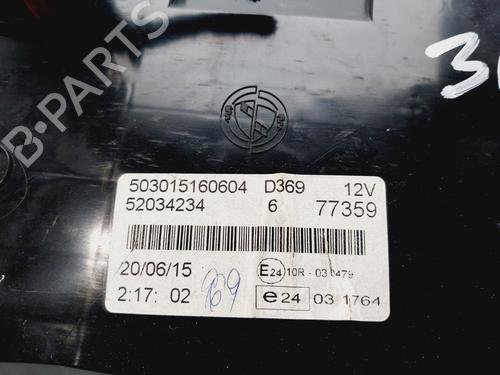 503015160604 D369 12V
52034234 6 77359
20/06/15 E24 10R - 03 0479
2:17: 02 69 e24 03 1764
B-PARTS